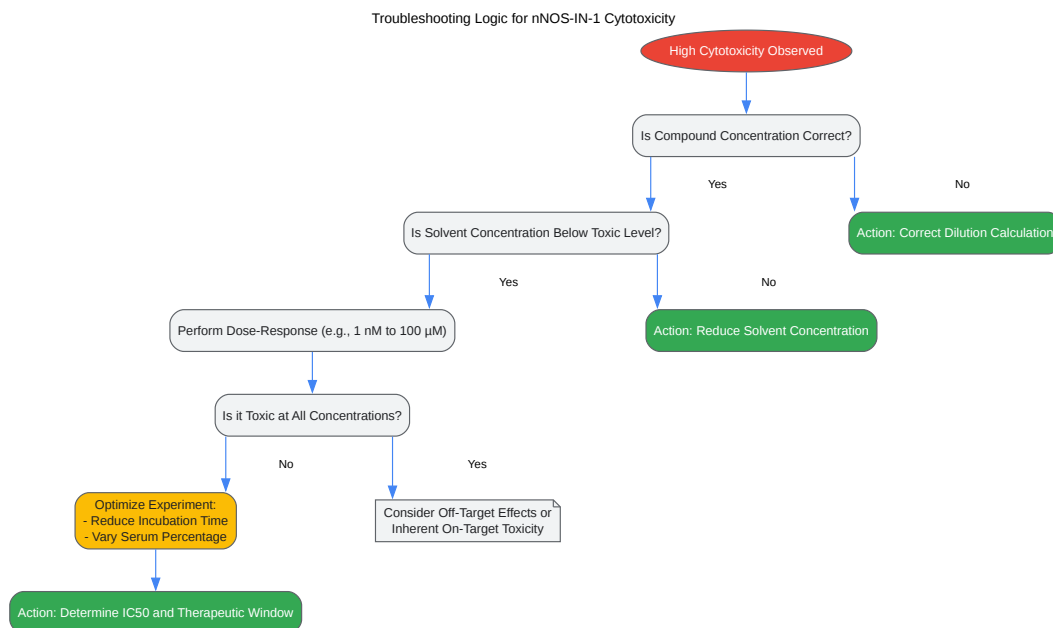 Troubleshooting Logic for nNOS-IN-1 Cytotoxicity
High Cytotoxicity Observed
Is Compound Concentration Correct?
Yes
No
Is Solvent Concentration Below Toxic Level?
Action: Correct Dilution Calculation
Yes
No
Perform Dose-Response (e.g., 1 nM to 100 µM)
Action: Reduce Solvent Concentration
Is it Toxic at All Concentrations?
No
Yes
Optimize Experiment:
- Reduce Incubation Time
- Vary Serum Percentage
Consider Off-Target Effects or
Inherent On-Target Toxicity
Action: Determine IC50 and Therapeutic Window